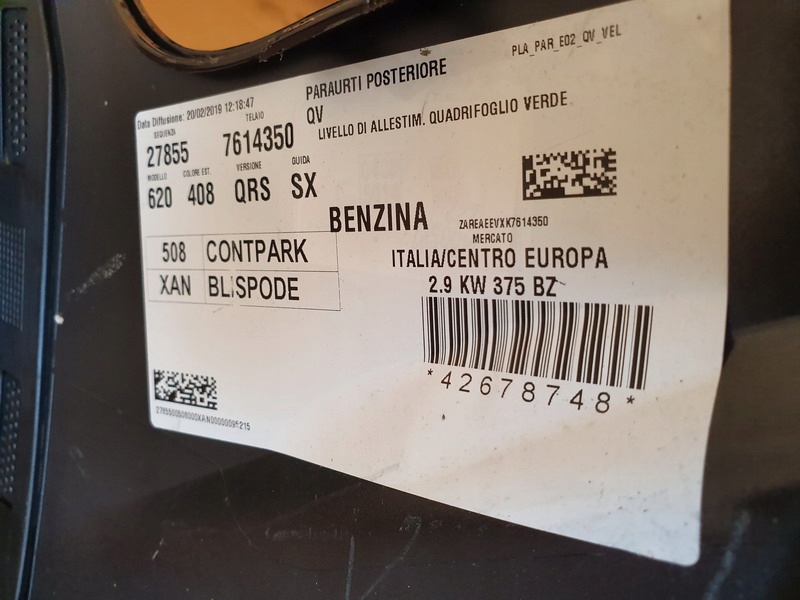 PLA_PAR_E02_QV_VEL
Data Diffusione: 20/02/2019 12:18:47
PARAURTI POSTERIORE
QV
LIVELLO DI ALLESTIM. QUADRIFOGLIO VERDE
SEQUENZA TELAIO
27855 7614350
MODELLO COLORE EST. VERSIONE GUIDA
620 408 QRS SX
BENZINA
ZAREAEEVXK7614350
MERCATO
ITALIA/CENTRO EUROPA
2.9 KW 375 BZ
508 CONTPARK
XAN BLISPODE
*42678748*
2785500508000XAN00000095215